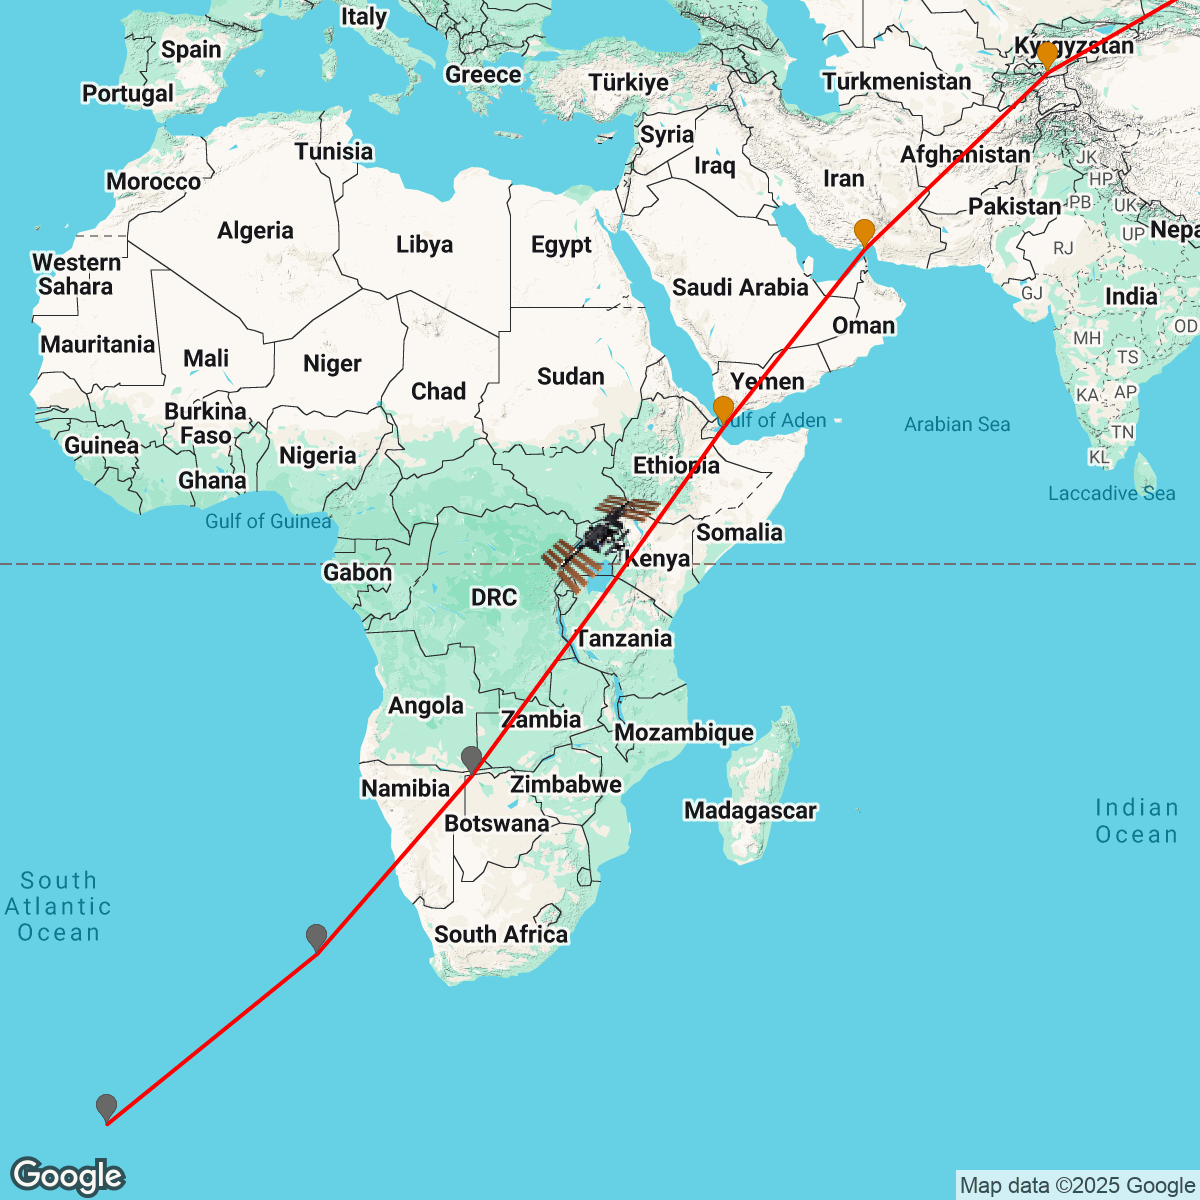 Italy
Spain
Kyrgyzstan
Greece
Türkiye
Turkmenistan
Portugal
Syria
Tunisia
Afghanistan
JK
Iraq
HP
Morocco
Iran
PB
UK
Pakistan
Algeria
Nepa
UP
Libya
Egypt
RJ
Western
Sahara
Saudi Arabia
GJ
India
Oman
OD
MH
Mauritania
Mali
TS
Niger
Sudan
Yemen
Chad
KA
AP
Burkina
Faso
Gulf of Aden
Arabian Sea
TN
Guinea
Nigeria
KL
Ethiopia
Ghana
Laccadive Sea
Gulf of Guinea
Somalia
Kenya
Gabon
DRC
Tanzania
Angola
Zambia
Mozambique
Namibia
Zimbabwe
Madagascar
Indian
Ocean
Botswana
South
Atlantic
Ocean
South Africa
Google
Map data ©2025 Google